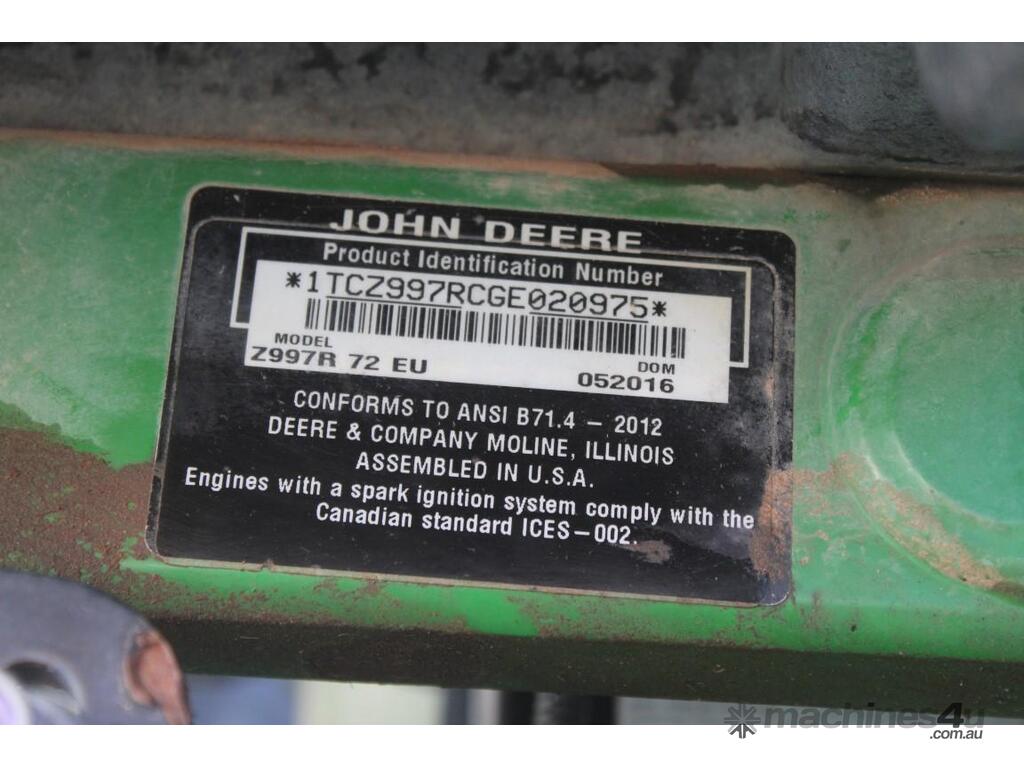 JOHN DEERE
Product Identification Number
*1TCZ997RCGE020975*
MODEL
DOM
Z997R 72 EU
052016
CONFORMS TO ANSI B71.4 – 2012
DEERE & COMPANY MOLINE, ILLINOIS
ASSEMBLED IN U.S.A.
Engines with a spark ignition system comply with the
Canadian standard ICES–002.
machines4u
.com.au